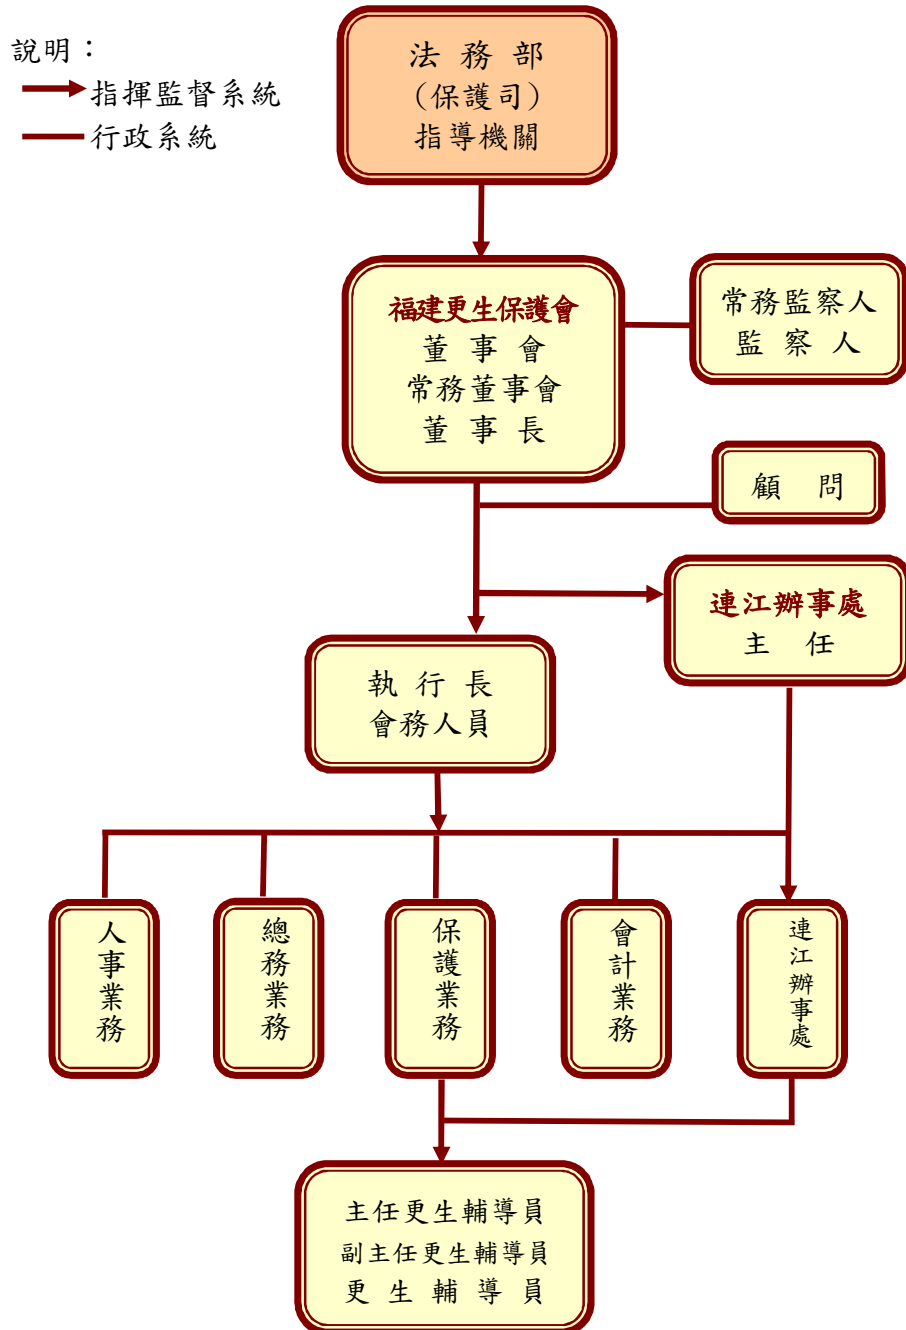 說明：
指揮監督系統
行政系統
法務部
（保護司）
指導機關
福建更生保護會
董事會
常務董事會
董事長
常務監察人
監察人
顧問
連江辦事處
主任
執行長
會務人員
人事業務
總務業務
保護業務
會計業務
連江辦事處
主任更生輔導員
副主任更生輔導員
更生輔導員